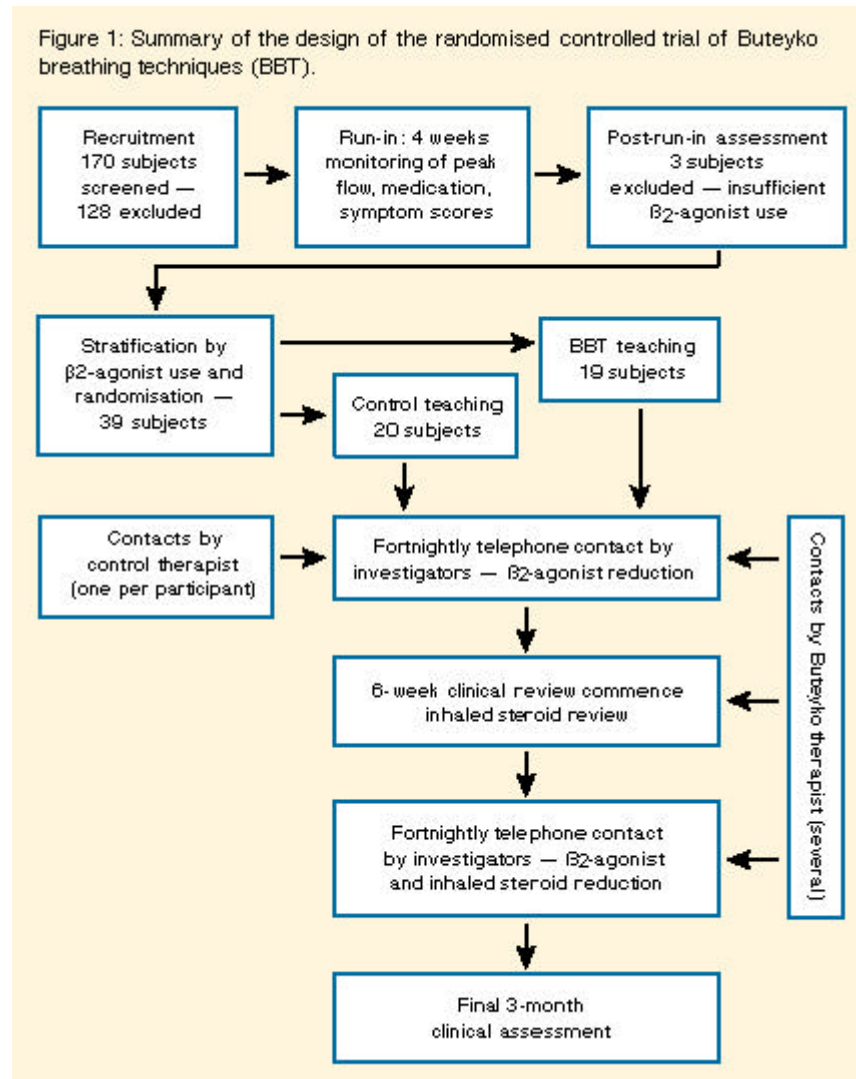 Figure 1: Summary of the design of the randomised controlled trial of Buteyko
breathing techniques (BBT).
Recruitment
170 subjects
screened —
128 excluded
Run-in: 4 weeks
monitoring of peak
flow, medication,
symptom scores
Post-run-in assessment
3 subjects
excluded — insufficient
ß2-agonist use
Stratification by
β2-agonist use and
randomisation —
39 subjects
BBT teaching
19 subjects
Control teaching
20 subjects
Contacts by
control therapist
(one per participant)
Fortnightly telephone contact by
investigators — ß2-agonist reduction
Contacts by Buteyko therapist (several)
6-week clinical review commence
inhaled steroid review
Fortnightly telephone contact
by investigators — ß2-agonist
and inhaled steroid reduction
Final 3-month
clinical assessment